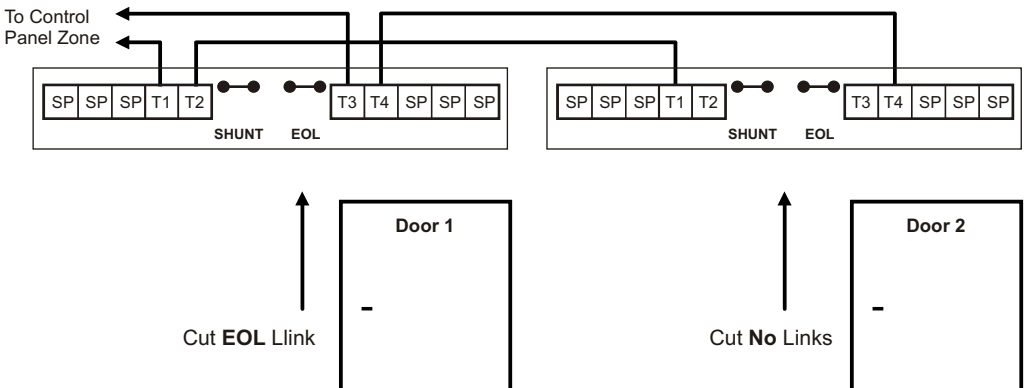 To Control
Panel Zone
SP SP SP T1 T2 T3 T4 SP SP SP
SHUNT EOL
SP SP SP T1 T2 T3 T4 SP SP SP
SHUNT EOL
Door 1
Cut EOL Llink
Door 2
Cut No Links